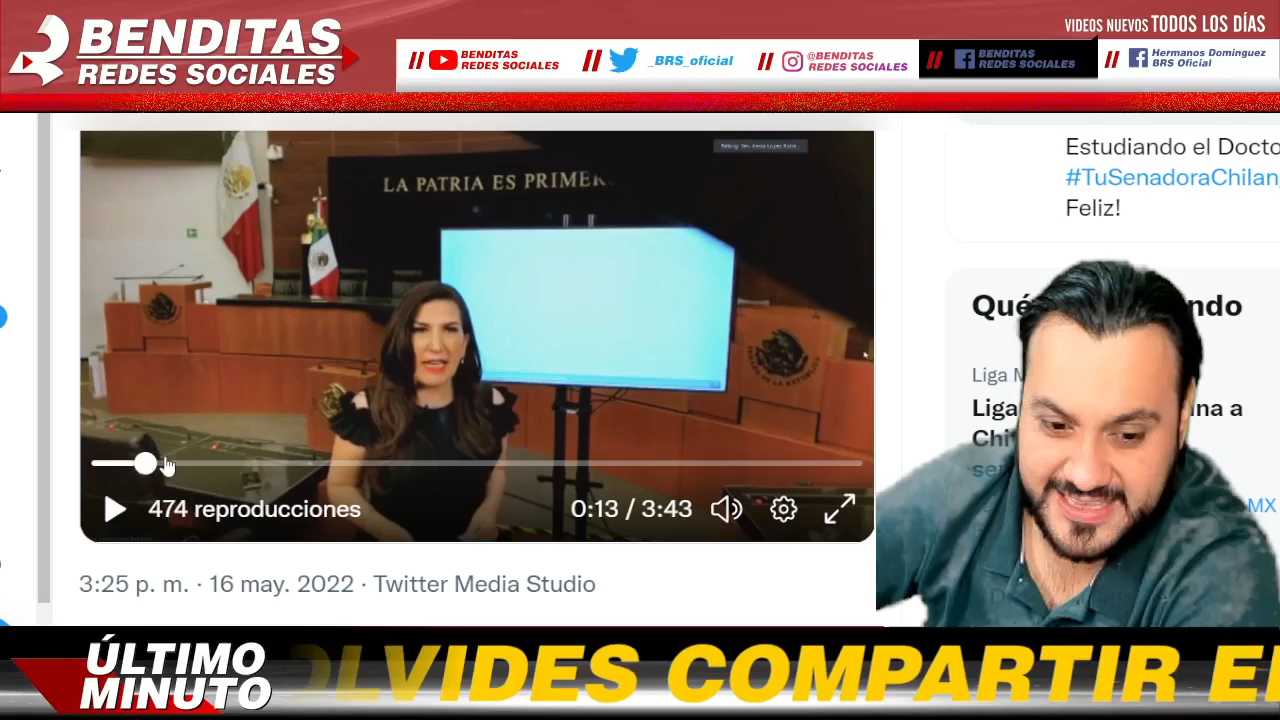 BENDITAS
REDES SOCIALES
VIDEOS NUEVOS TODOS LOS DÍAS
BENDITAS
REDES SOCIALES
_BRS_oficial
@BENDITAS
REDES SOCIALES
BENDITAS
REDES SOCIALES
Hermanos Dominguez
BRS Oficial
LA PATRIA ES PRIMER
Estudiando el Docto
#TuSenadoraChilan
Feliz!
Qué ndo
Liga M
Liga na a
Chi
se
MX
474 reproducciones
0:13 / 3:43
3:25 p. m. · 16 may. 2022 · Twitter Media Studio
ÚLTIMO
MINUTO
OLVIDES COMPARTIR E